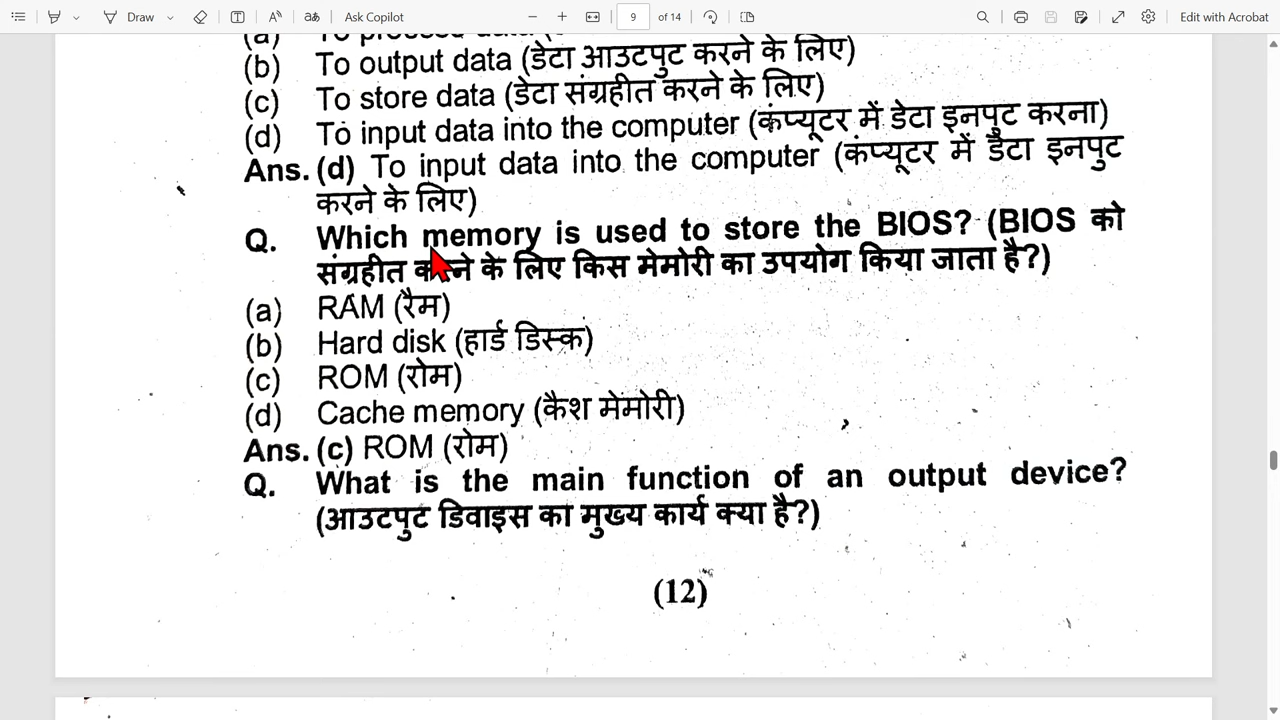 Draw
Ask Copilot
9 of 14
Edit with Acrobat
(a) To process data
(b) To output data (डेटा आउटपुट करने के लिए)
(c) To store data (डेटा संग्रहीत करने के लिए)
(d) To input data into the computer (कंप्यूटर में डेटा इनपुट करना)
Ans. (d) To input data into the computer (कंप्यूटर में डेटा इनपुट
करने के लिए)
Q. Which memory is used to store the BIOS? (BIOS को
संग्रहीत करने के लिए किस मेमोरी का उपयोग किया जाता है?)
(a) RAM (रैम)
(b) Hard disk (हार्ड डिस्क)
(c) ROM (रोम)
(d) Cache memory (कैश मेमोरी)
Ans. (c) ROM (रोम)
Q. What is the main function of an output device?
(आउटपुट डिवाइस का मुख्य कार्य क्या है?)
(12)